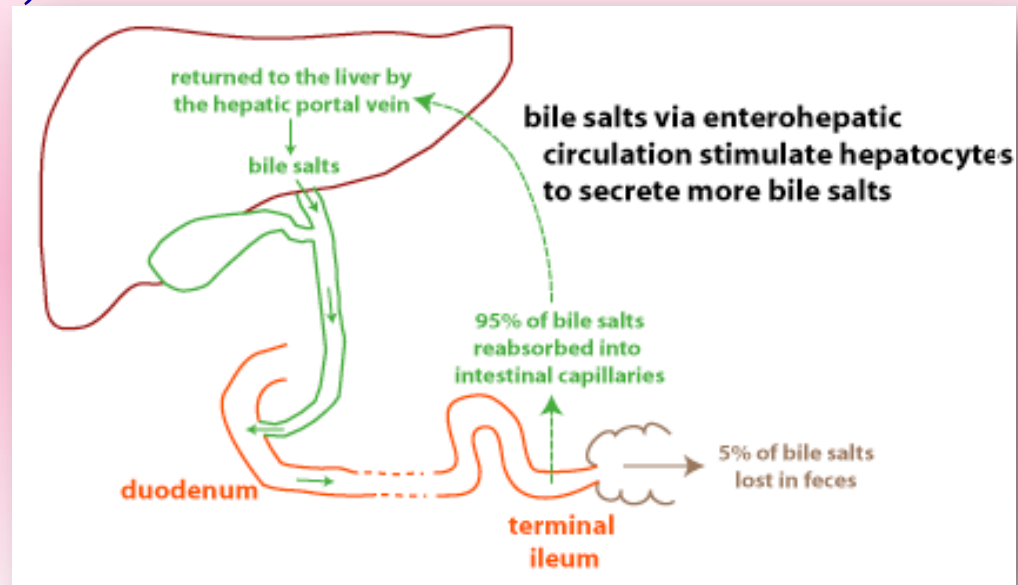 returned to the liver by
the hepatic portal vein
bile salts
bile salts via enterohepatic
circulation stimulate hepatocytes
to secrete more bile salts
95% of bile salts
reabsorbed into
intestinal capillaries
5% of bile salts
lost in feces
duodenum
terminal
ileum